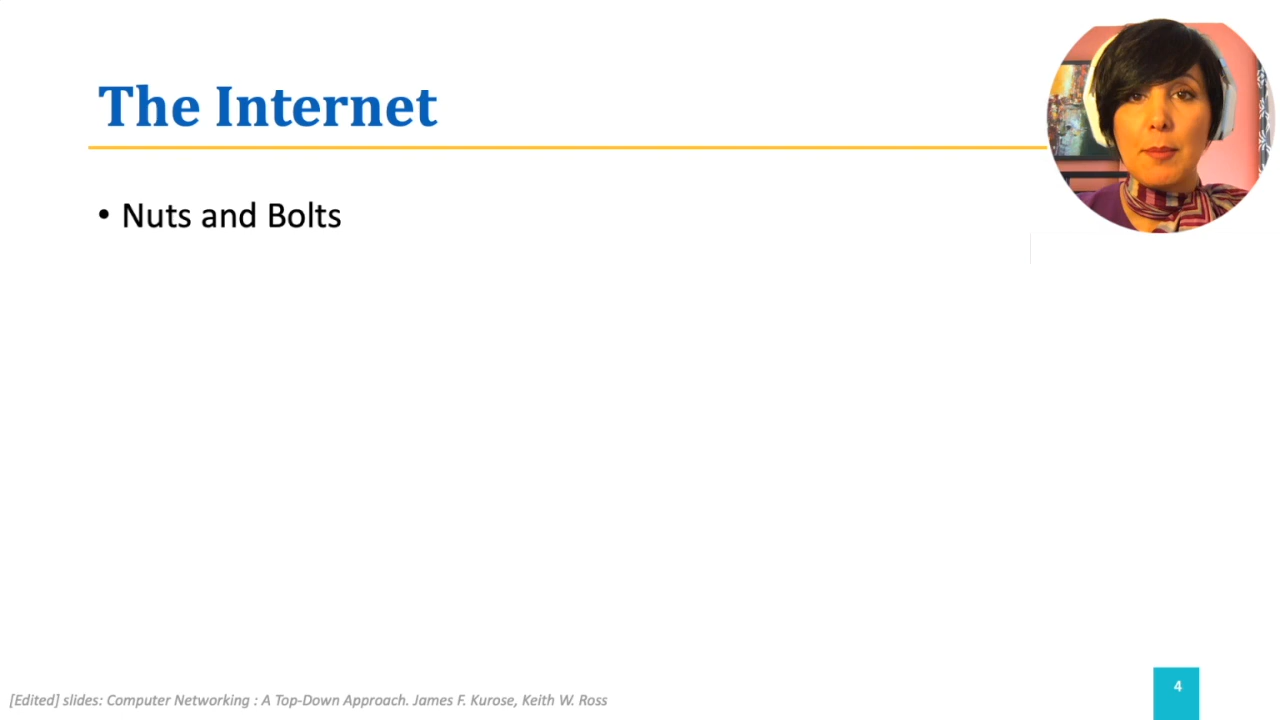 The Internet
• Nuts and Bolts
[Edited] slides: Computer Networking : A Top-Down Approach. James F. Kurose, Keith W. Ross
4